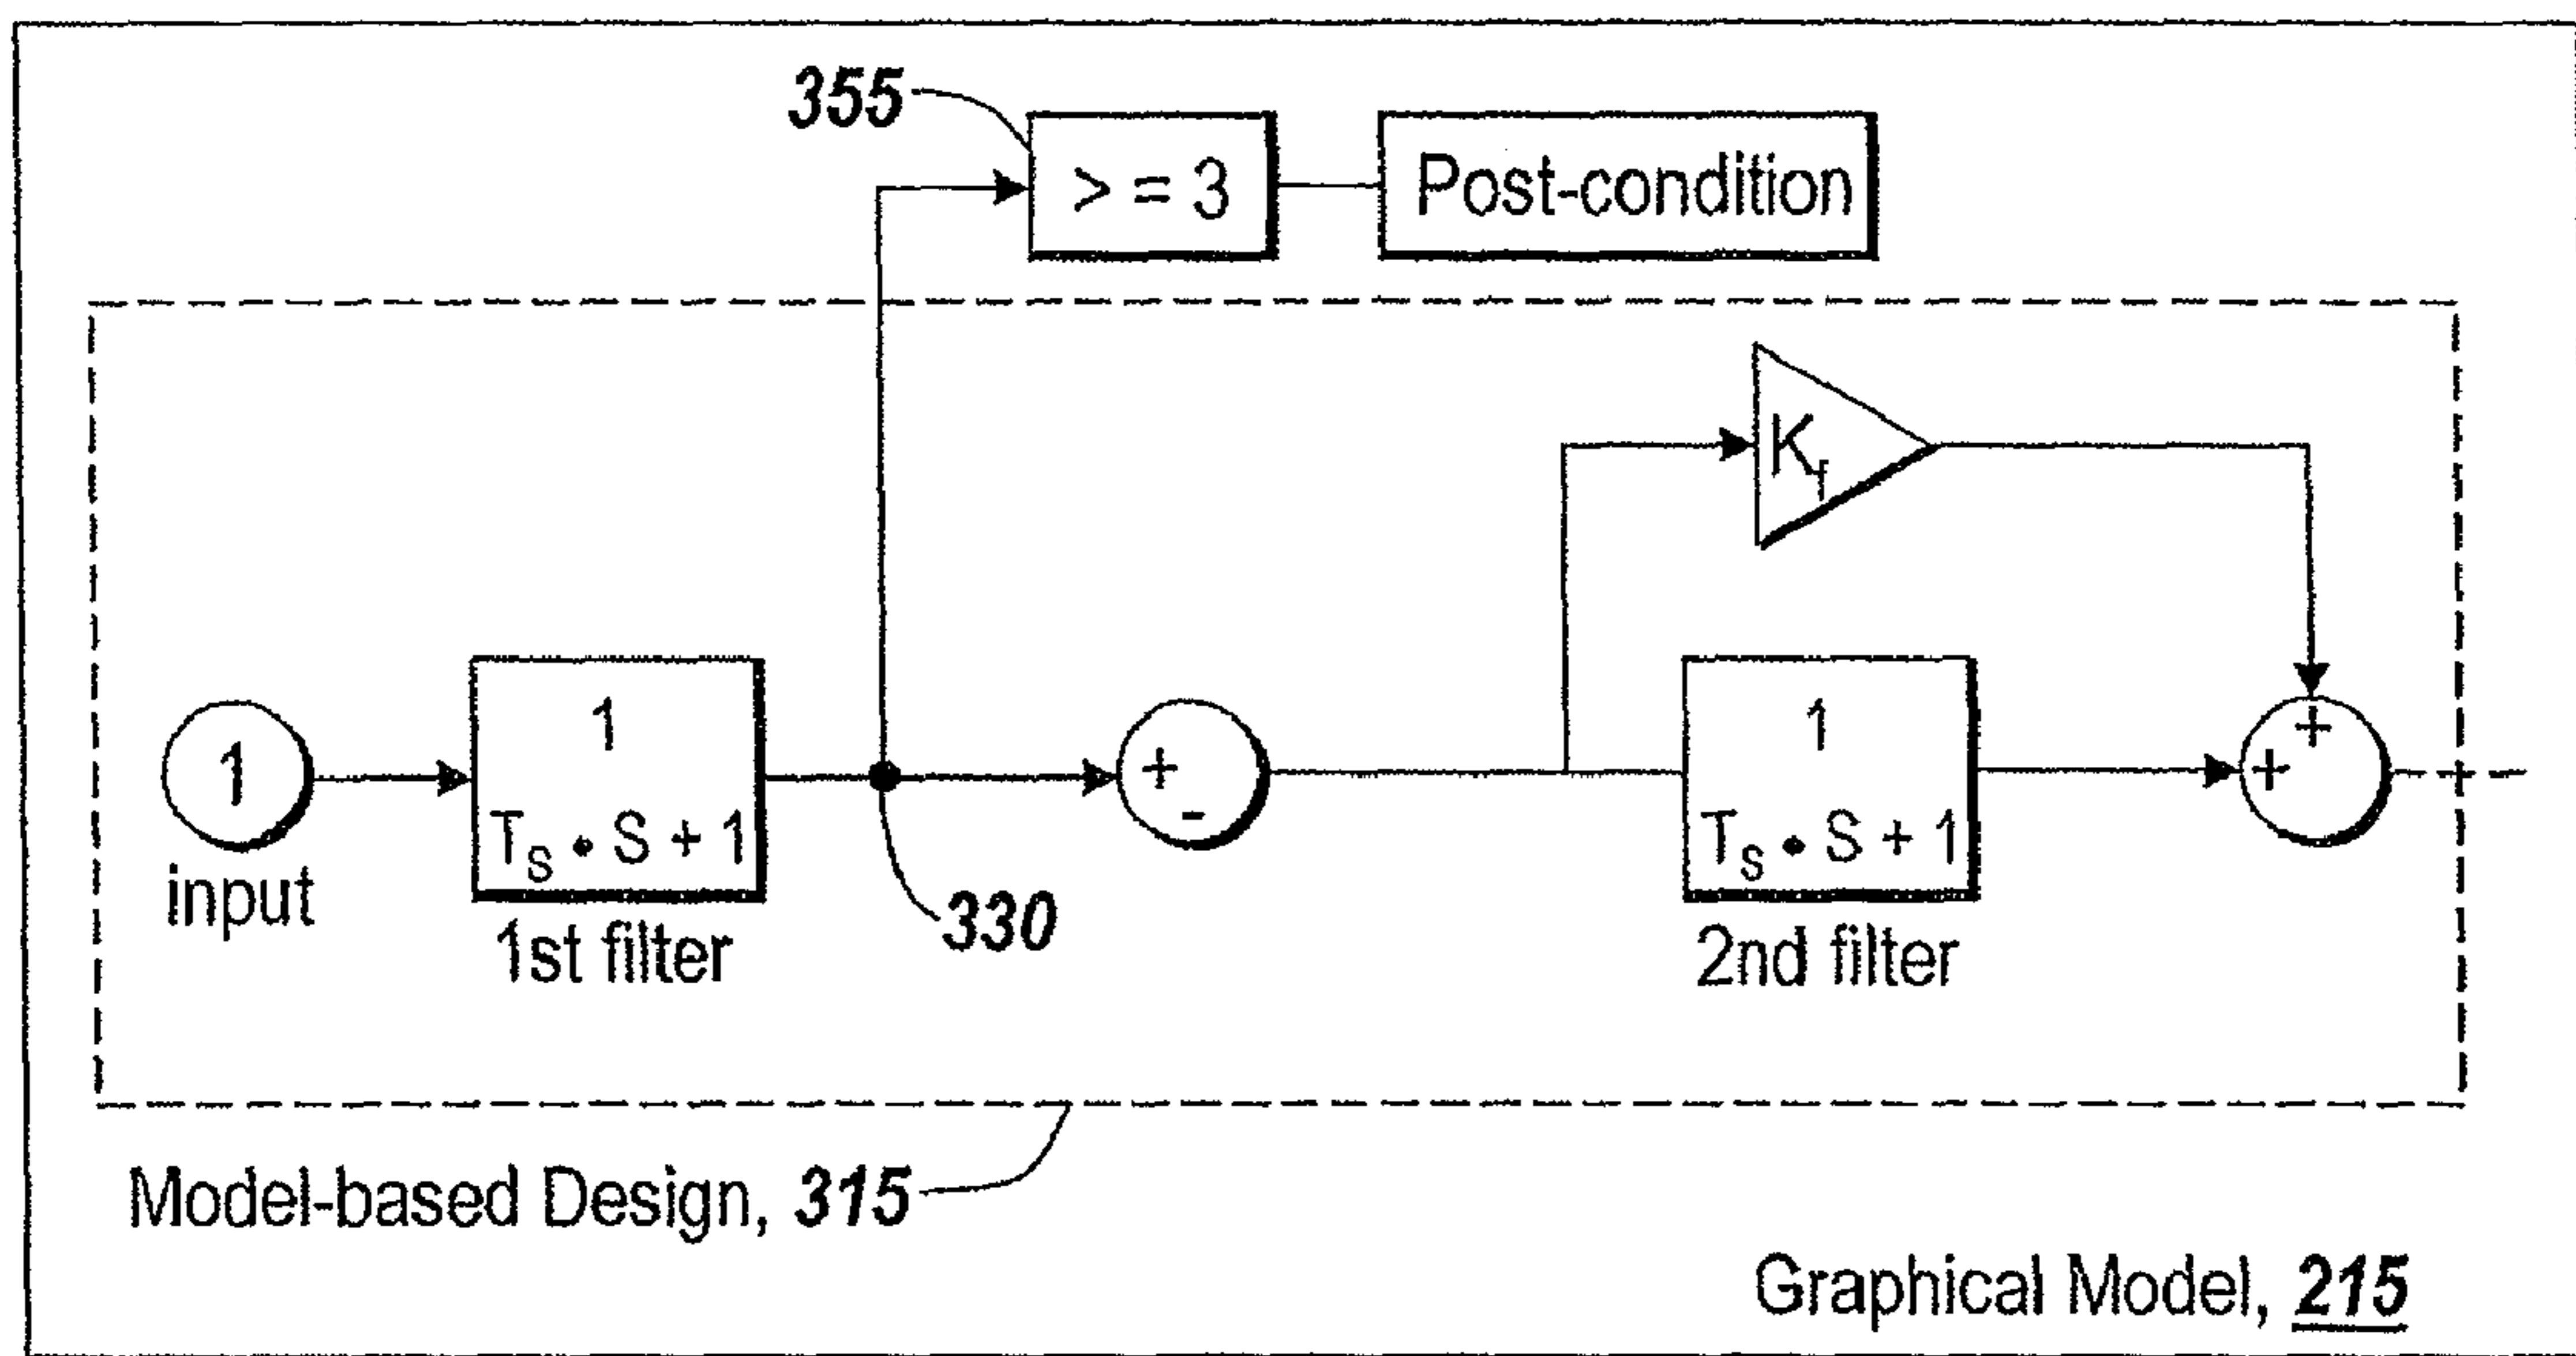 355
> = 3
Post-condition
K_f
1
input
1
T_S • S + 1
1st filter
330
+
-
1
T_S • S + 1
2nd filter
+
+
Model-based Design, 315
Graphical Model, 215